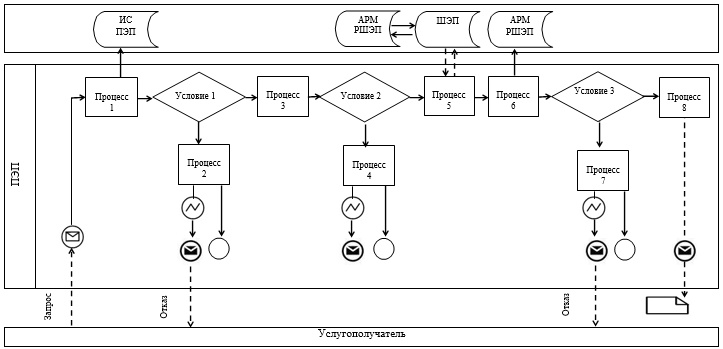 ИС
ПЭП
АРМ
РШЭП
ШЭП
АРМ
РШЭП
ПЭП
Процесс
1
Условие 1
Процесс
3
Условие 2
Процесс
5
Процесс
6
Условие 3
Процесс
8
Процесс
2
Процесс
4
Процесс
7
Запрос
Отказ
Отказ
Услугополучатель